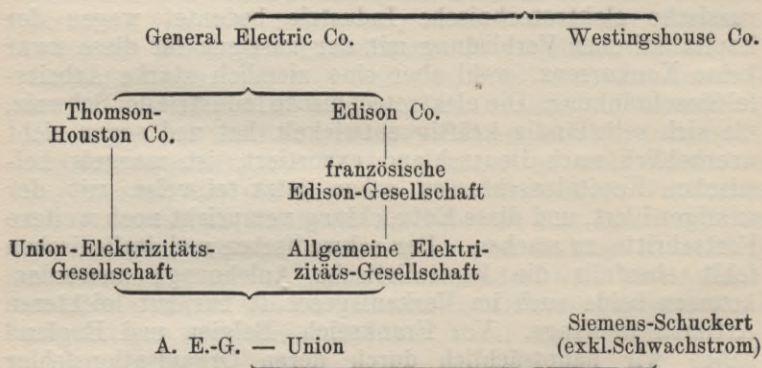 General Electric Co.
Westingshouse Co.
Thomson-
Houston Co.
Edison Co.
französische
Edison-Gesellschaft
Union-Elektrizitäts-
Gesellschaft
Allgemeine Elektri-
zitäts-Gesellschaft
A. E.-G. — Union
Siemens-Schuckert
(exkl.Schwachstrom)